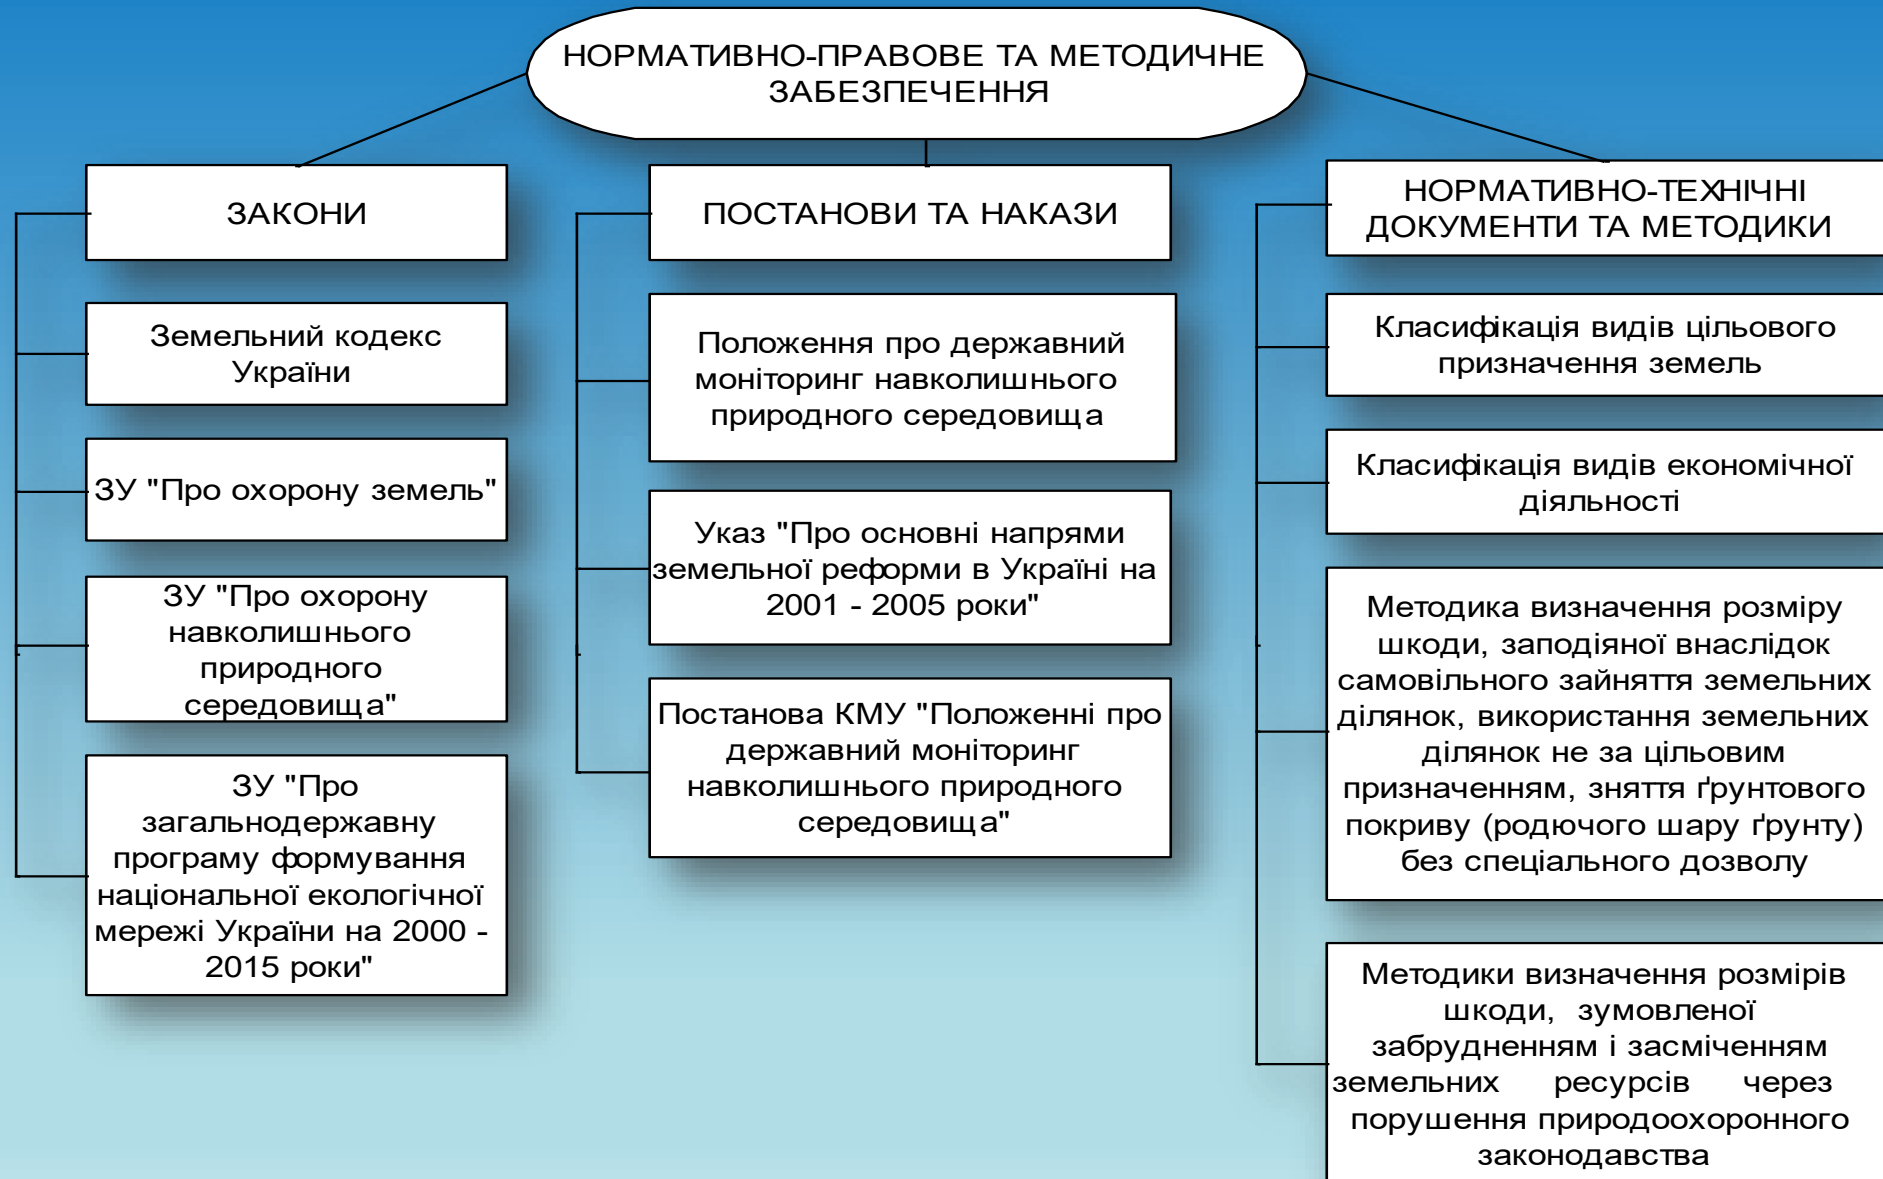 НОРМАТИВНО-ПРАВОВЕ ТА МЕТОДИЧНЕ
ЗАБЕЗПЕЧЕННЯ
ЗАКОНИ
Земельний кодекс
України
ЗУ "Про охорону земель"
ЗУ "Про охорону
навколишнього
природного
середовища"
ЗУ "Про
загальнодержавну
програму формування
національної екологічної
мережі України на 2000 -
2015 роки"
ПОСТАНОВИ ТА НАКАЗИ
Положення про державний
моніторинг навколишнього
природного середовища
Указ "Про основні напрями
земельної реформи в Україні на
2001 - 2005 роки"
Постанова КМУ "Положенні про
державний моніторинг
навколишнього природного
середовища"
НОРМАТИВНО-ТЕХНІЧНІ
ДОКУМЕНТИ ТА МЕТОДИКИ
Класифікація видів цільового
призначення земель
Класифікація видів економічної
діяльності
Методика визначення розміру
шкоди, заподіяної внаслідок
самовільного зайняття земельних
ділянок, використання земельних
ділянок не за цільовим
призначенням, зняття ґрунтового
покриву (родючого шару ґрунту)
без спеціального дозволу
Методики визначення розмірів
шкоди, зумовленої
забрудненням і засміченням
земельних ресурсів через
порушення природоохоронного
законодавства